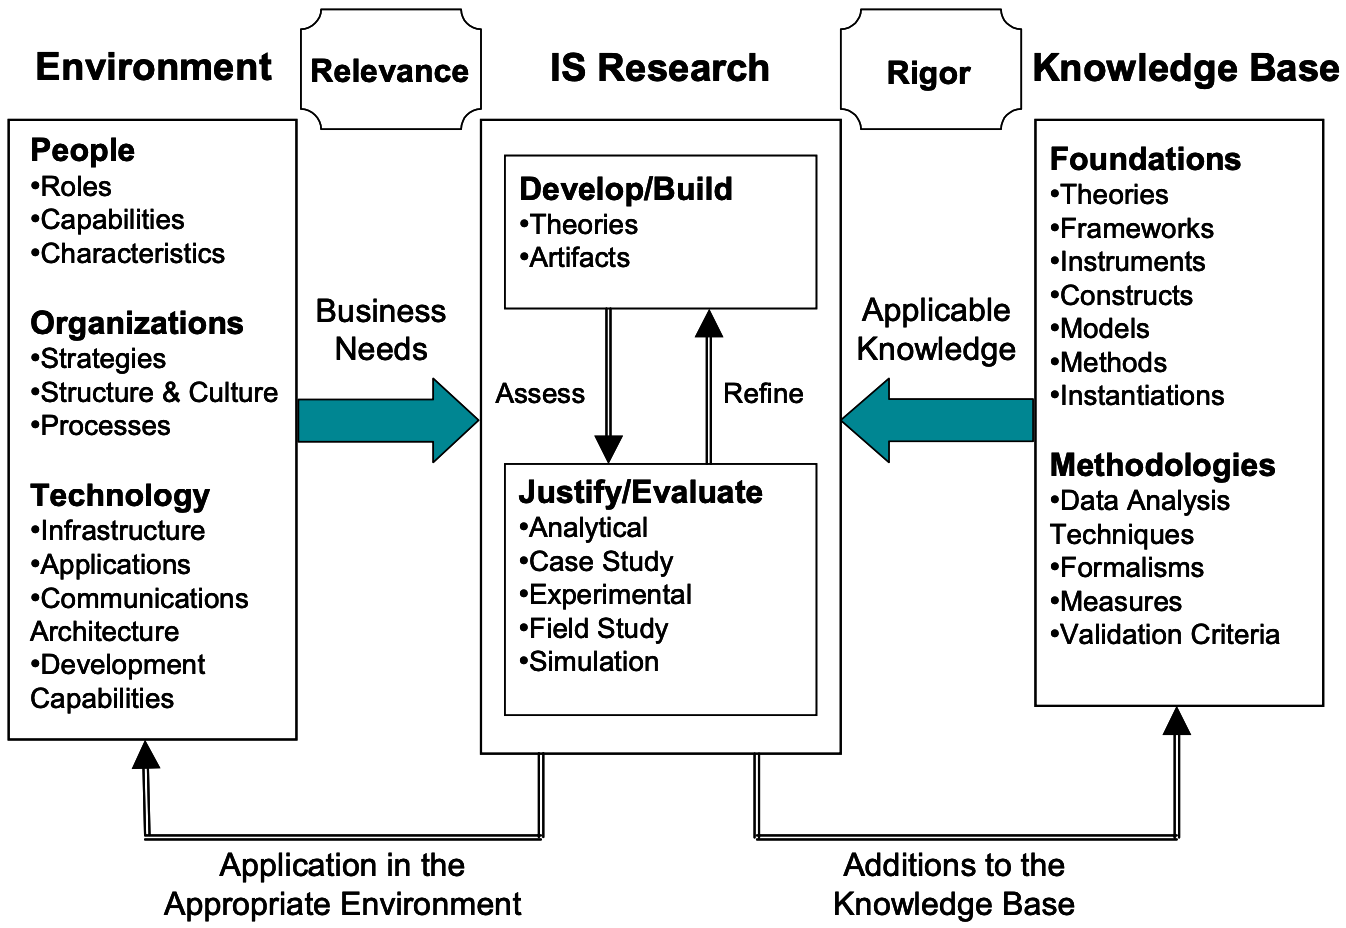 Environment
Relevance
IS Research
Rigor
Knowledge Base
People
•Roles
•Capabilities
•Characteristics
Organizations
•Strategies
•Structure & Culture
•Processes
Technology
•Infrastructure
•Applications
•Communications
Architecture
•Development
Capabilities
Business
Needs
Develop/Build
•Theories
•Artifacts
Assess
Refine
Justify/Evaluate
•Analytical
•Case Study
•Experimental
•Field Study
•Simulation
Applicable
Knowledge
Foundations
•Theories
•Frameworks
•Instruments
•Constructs
•Models
•Methods
•Instantiations
Methodologies
•Data Analysis
Techniques
•Formalisms
•Measures
•Validation Criteria
Application in the
Appropriate Environment
Additions to the
Knowledge Base